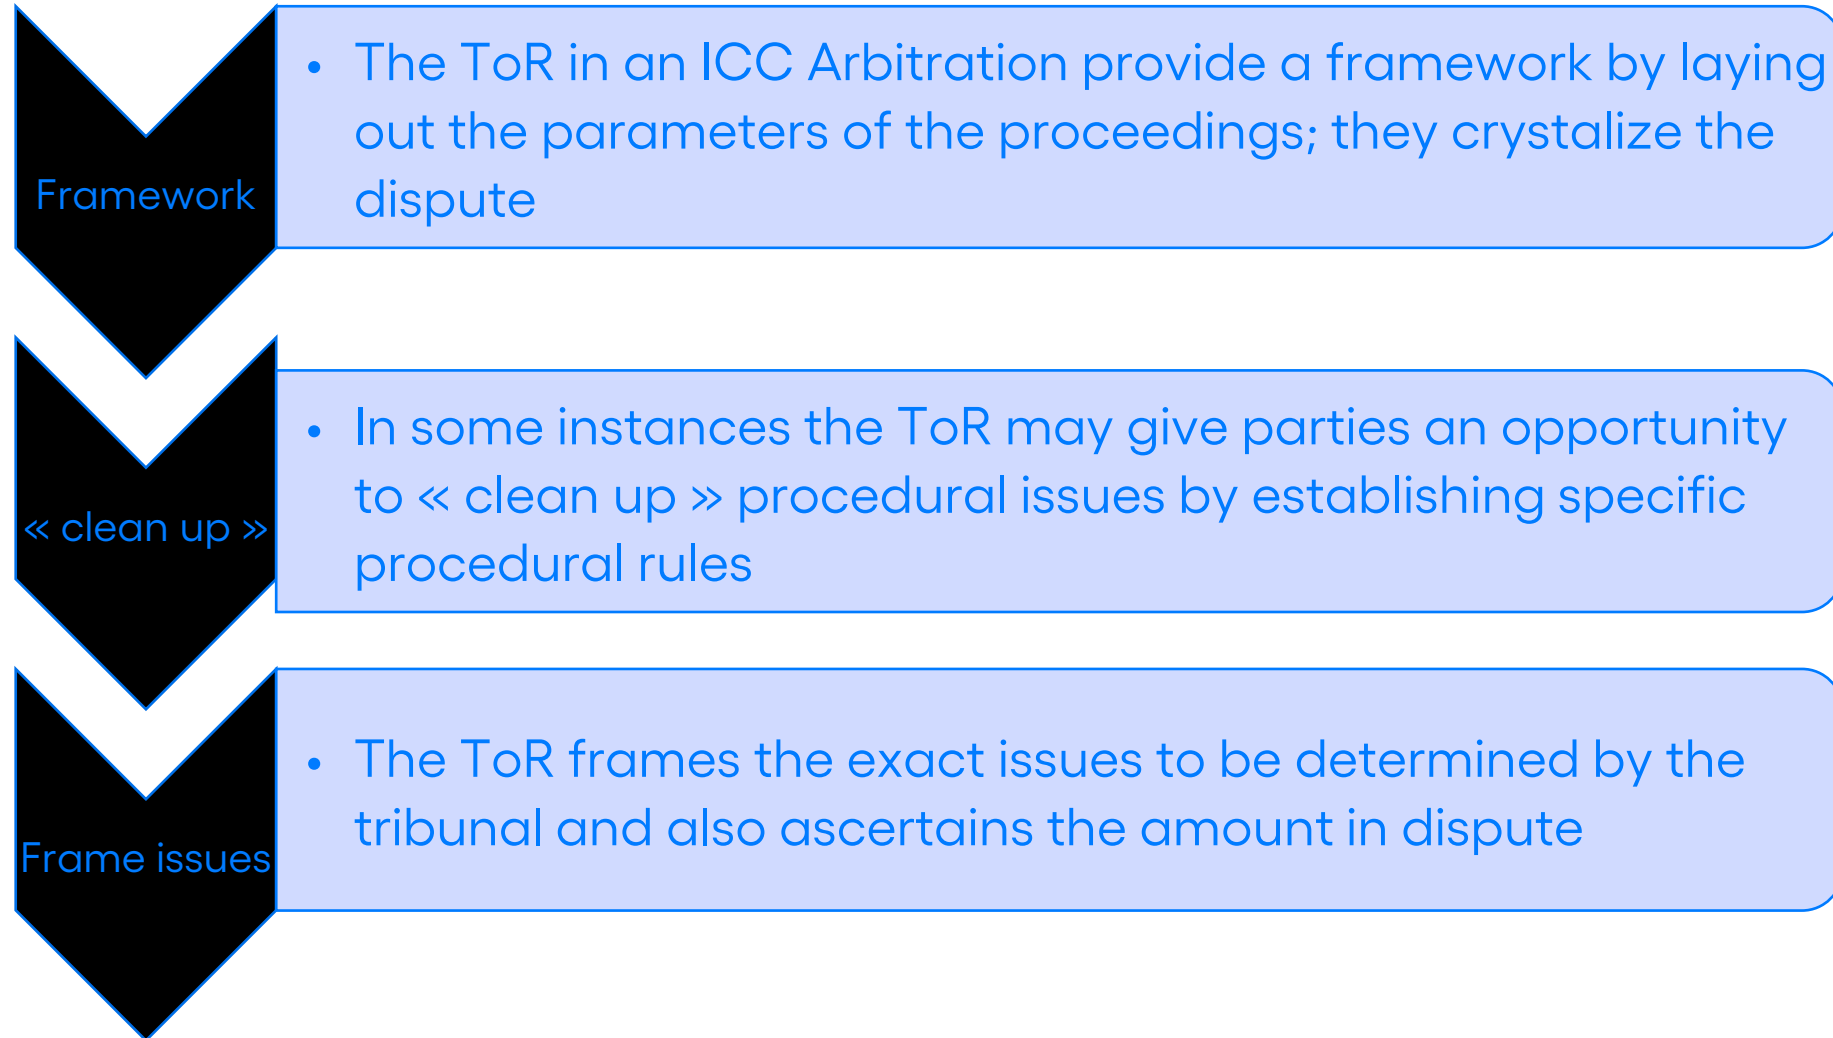 Framework
• The ToR in an ICC Arbitration provide a framework by laying
out the parameters of the proceedings; they crystalize the
dispute
« clean up »
• In some instances the ToR may give parties an opportunity
to « clean up » procedural issues by establishing specific
procedural rules
Frame issues
• The ToR frames the exact issues to be determined by the
tribunal and also ascertains the amount in dispute